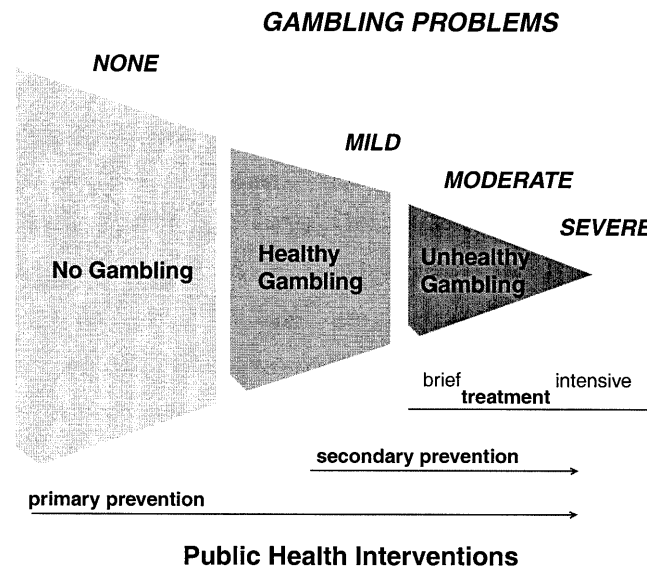 GAMBLING PROBLEMS
NONE
MILD
MODERATE
SEVERE
No Gambling
Healthy
Gambling
Unhealthy
Gambling
brief
intensive
treatment
secondary prevention
primary prevention
Public Health Interventions